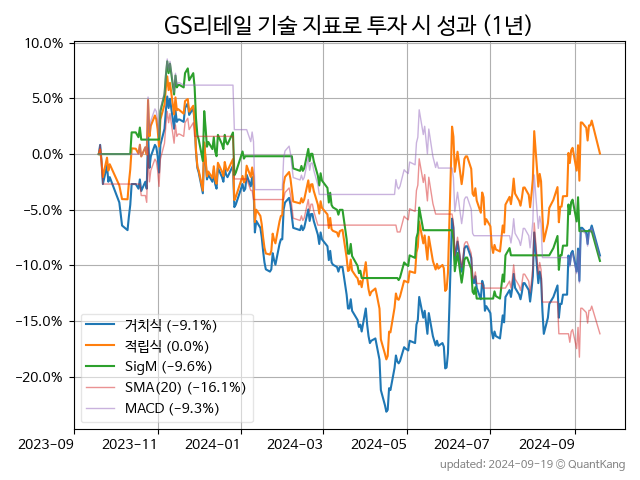 GS리테일 기술 지표로 투자 시 성과 (1년)
10.0%
5.0%
0.0%
−5.0%
−10.0%
−15.0%
−20.0%
거치식 (−9.1%)
적립식 (0.0%)
SigM (−9.6%)
SMA(20) (−16.1%)
MACD (−9.3%)
2023-09 2023-11 2024-01 2024-03 2024-05 2024-07 2024-09
updated: 2024-09-19 © QuantKang